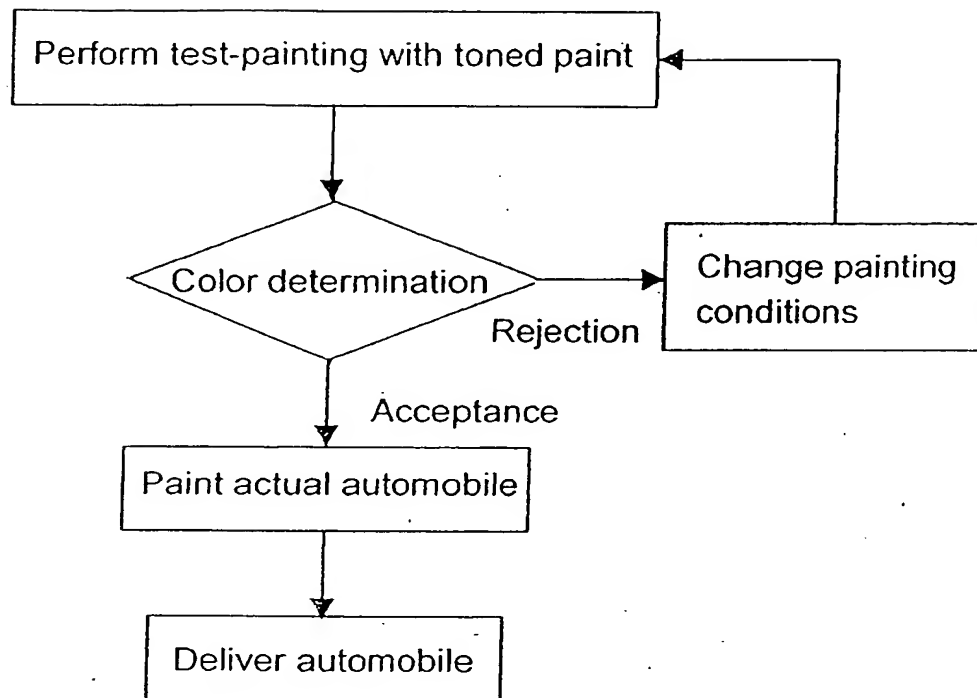 Perform test-painting with toned paint
Color determination
Change painting
conditions
Rejection
Acceptance
Paint actual automobile
Deliver automobile